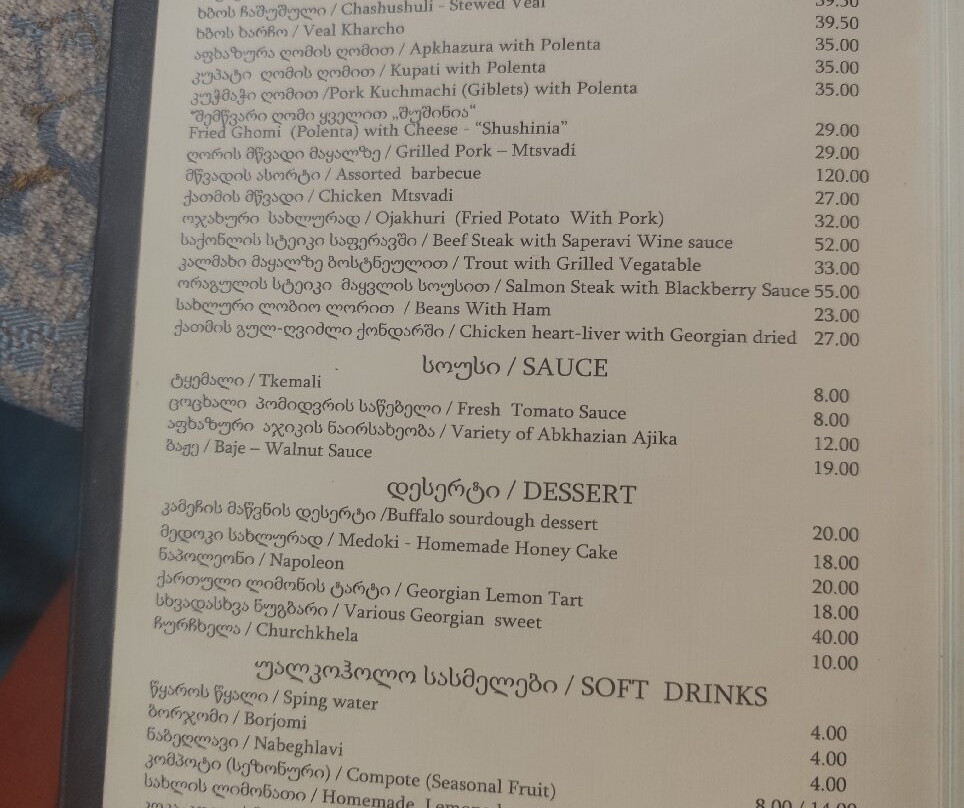 ხბოს ჩაშუშული / Chashushuli - Stewed Veal 39.50
ხბოს ხარჩო / Veal Kharcho 39.50
აფხაზურა ღომის ღომით / Apkhazura with Polenta 35.00
კუპატი ღომის ღომით / Kupati with Polenta 35.00
კუჭმაჭი ღომით /Pork Kuchmachi (Giblets) with Polenta 35.00
"შემწვარი ღომი ყველით „შუშინია“
Fried Ghomi (Polenta) with Cheese - “Shushinia” 29.00
ღორის მწვადი მაყალზე / Grilled Pork – Mtsvadi 29.00
მწვადის ასორტი / Assorted barbecue 120.00
ქათმის მწვადი / Chicken Mtsvadi 27.00
ოჯახური სახლურად / Ojakhuri (Fried Potato With Pork) 32.00
საქონლის სტეიკი საფერავში / Beef Steak with Saperavi Wine sauce 52.00
კალმახი მაყალზე ბოსტნეულით / Trout with Grilled Vegatable 33.00
ორაგულის სტეიკი მაყვლის სოუსით / Salmon Steak with Blackberry Sauce 55.00
სახლური ლობიო ლორით / Beans With Ham 23.00
ქათმის გულ-ღვიძლი ქონდარში / Chicken heart-liver with Georgian dried 27.00
სოუსი / SAUCE
ტყემალი / Tkemali 8.00
ცოცხალი პომიდვრის საწებელი / Fresh Tomato Sauce 8.00
აფხაზური აჯიკის ნაირსახეობა / Variety of Abkhazian Ajika 12.00
ბაჟე / Baje – Walnut Sauce 19.00
დესერტი / DESSERT
კამეჩის მაწვნის დესერტი /Buffalo sourdough dessert 20.00
მედოკი სახლურად / Medoki - Homemade Honey Cake 18.00
ნაპოლეონი / Napoleon 20.00
ქართული ლიმონის ტარტი / Georgian Lemon Tart 18.00
სხვადასხვა ნუგბარი / Various Georgian sweet 40.00
ჩურჩხელა / Churchkhela 10.00
უალკოჰოლო სასმელები / SOFT DRINKS
წყაროს წყალი / Sping water 4.00
ბორჯომი / Borjomi 4.00
ნაბეღლავი / Nabeghlavi 4.00
კომპოტი (სეზონური) / Compote (Seasonal Fruit) 8.00 / 14.00
სახლის ლიმონათი / Homemade